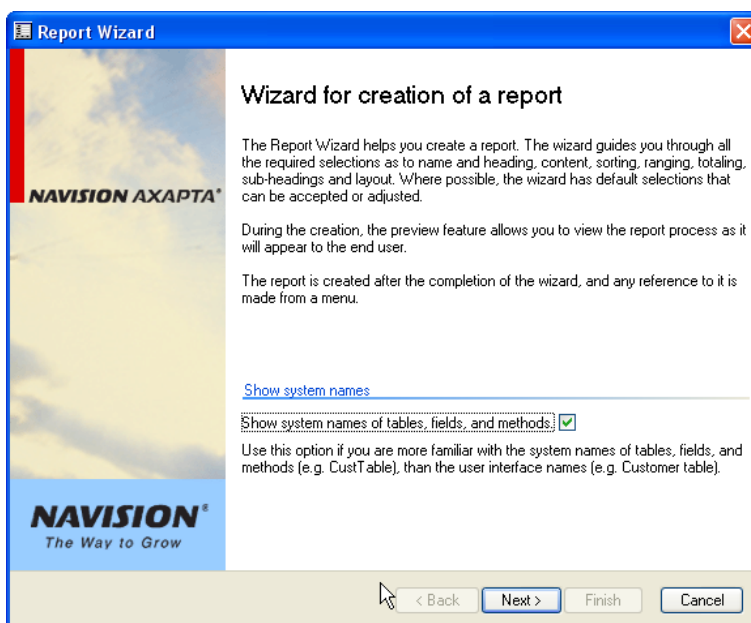 Report Wizard
NAVISION AXAPTA®
Wizard for creation of a report
The Report Wizard helps you create a report. The wizard guides you through all
the required selections as to name and heading, content, sorting, ranging, totaling,
sub-headings and layout. Where possible, the wizard has default selections that
can be accepted or adjusted.
During the creation, the preview feature allows you to view the report process as it
will appear to the end user.
The report is created after the completion of the wizard, and any reference to it is
made from a menu.
Show system names
Show system names of tables, fields, and methods.
Use this option if you are more familiar with the system names of tables, fields, and
methods (e.g. CustTable), than the user interface names (e.g. Customer table).
NAVISION®
The Way to Grow
< Back Next > Finish Cancel